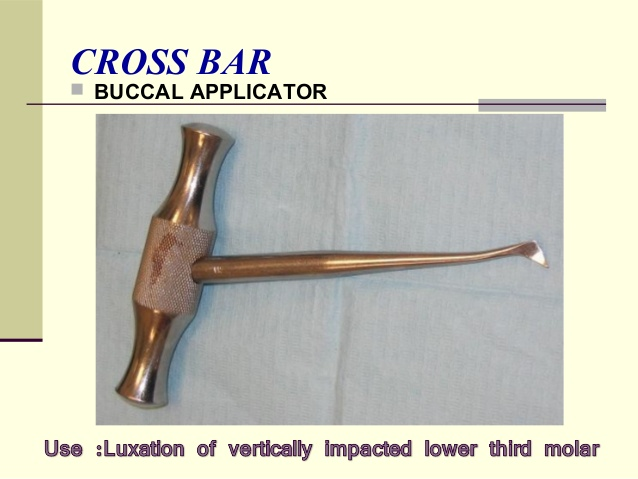 CROSS BAR
BUCCAL APPLICATOR
Use :Luxation of vertically impacted lower third molar